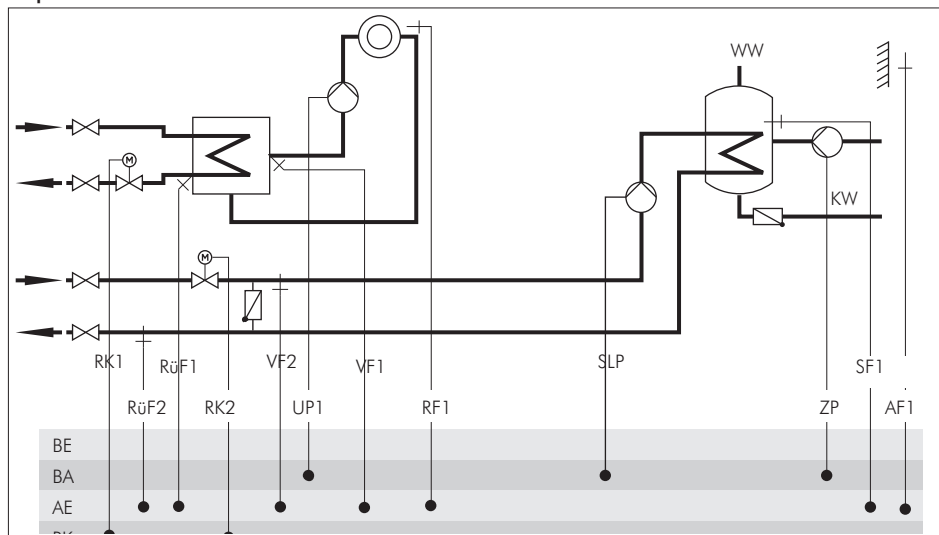 WW
M
KW
M
RK1 RüF1 VF2 VF1 SLP SF1
RüF2 RK2 UP1 RF1 ZP AF1
BE
BA
AE